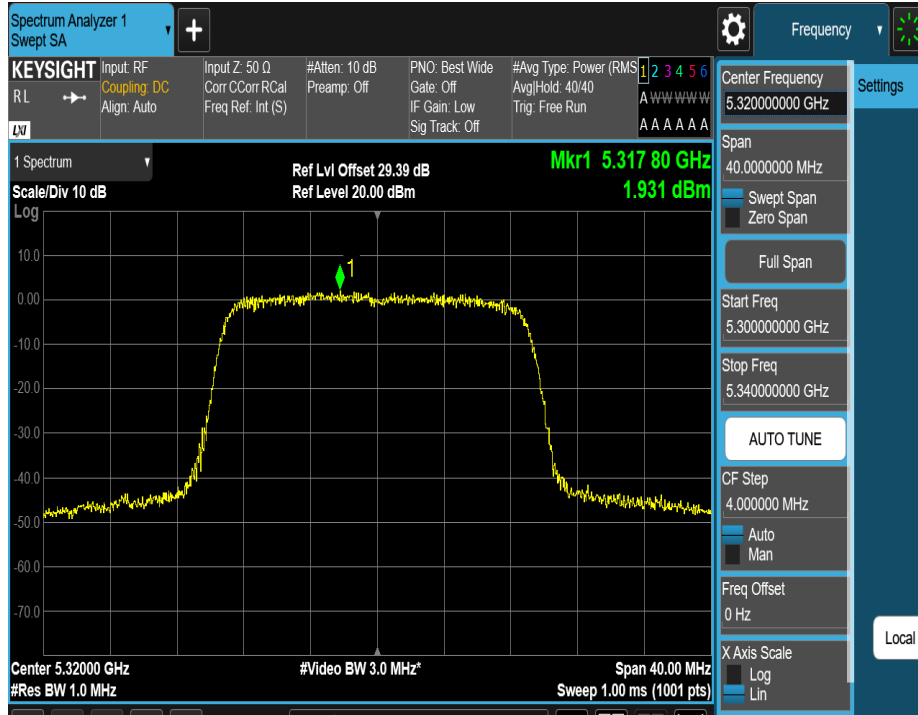 Spectrum Analyzer 1
Swept SA
Frequency
KEYSIGHT
R L
LXI
Input: RF
Coupling: DC
Align: Auto
Input Z: 50 Ω
Corr CCorr RCal
Freq Ref: Int (S)
#Atten: 10 dB
Preamp: Off
PNO: Best Wide
Gate: Off
IF Gain: Low
Sig Track: Off
#Avg Type: Power (RMS
Avg|Hold: 40/40
Trig: Free Run
1 2 3 4 5 6
A W W W W W
A A A A A A
1 Spectrum
Scale/Div 10 dB
Ref Lvl Offset 29.39 dB
Ref Level 20.00 dBm
Mkr1 5.317 80 GHz
1.931 dBm
Log
1
10.0
0.00
-10.0
-20.0
-30.0
-40.0
-50.0
-60.0
-70.0
Center 5.32000 GHz
#Res BW 1.0 MHz
#Video BW 3.0 MHz*
Span 40.00 MHz
Sweep 1.00 ms (1001 pts)
Center Frequency
5.320000000 GHz
Span
40.0000000 MHz
Swept Span
Zero Span
Full Span
Start Freq
5.300000000 GHz
Stop Freq
5.340000000 GHz
AUTO TUNE
CF Step
4.000000 MHz
Auto
Man
Freq Offset
0 Hz
X Axis Scale
Log
Lin
Settings
Local